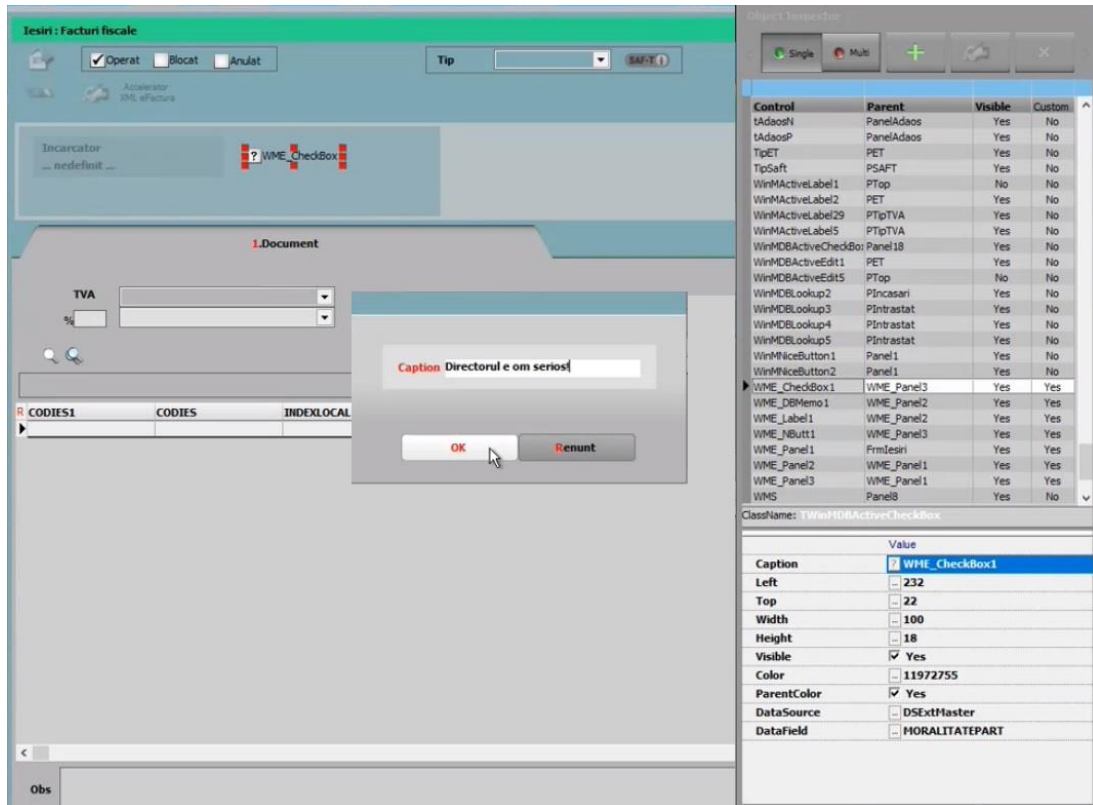 Object Inspector
Iesiri : Facturi fiscale
Operat Blocat Anulat
Tip
SAF-T i
Single Multi
Accelerator
XML eFactura
Incarcator
... nedefinit ...
? WME_CheckBox
1.Document
TVA
%
R CODIES1 CODIES INDEXLOCAL
Caption Directorul e om serios!
OK Renunt
Obs
Control Parent Visible Custom
tAdaosN PanelAdaos Yes No
tAdaosP PanelAdaos Yes No
TipET PET Yes No
TipSaft PSAFT Yes No
WinMActiveLabel1 PTop No No
WinMActiveLabel2 PET Yes No
WinMActiveLabel29 PTipTVA Yes No
WinMActiveLabel5 PTipTVA Yes No
WinMDBActiveCheckBo: Panel18 Yes No
WinMDBActiveEdit1 PET Yes No
WinMDBActiveEdit5 PTop No No
WinMDBLookup2 PIncasari Yes No
WinMDBLookup3 PIntrastat Yes No
WinMDBLookup4 PIntrastat Yes No
WinMDBLookup5 PIntrastat Yes No
WinMNiceButton1 Panel1 Yes No
WinMNiceButton2 Panel1 Yes No
WME_CheckBox1 WME_Panel3 Yes Yes
WME_DBMemo1 WME_Panel2 Yes Yes
WME_Label1 WME_Panel2 Yes Yes
WME_NButt1 WME_Panel3 Yes Yes
WME_Panel1 FrmIesiri Yes Yes
WME_Panel2 WME_Panel1 Yes Yes
WME_Panel3 WME_Panel1 Yes Yes
WMS Panel8 Yes No
ClassName: TWinMDBActiveCheckBox
Value
Caption ? WME_CheckBox1
Left ... 232
Top ... 22
Width ... 100
Height ... 18
Visible Yes
Color ... 11972755
ParentColor Yes
DataSource ... DSExtMaster
DataField ... MORALITATEPART